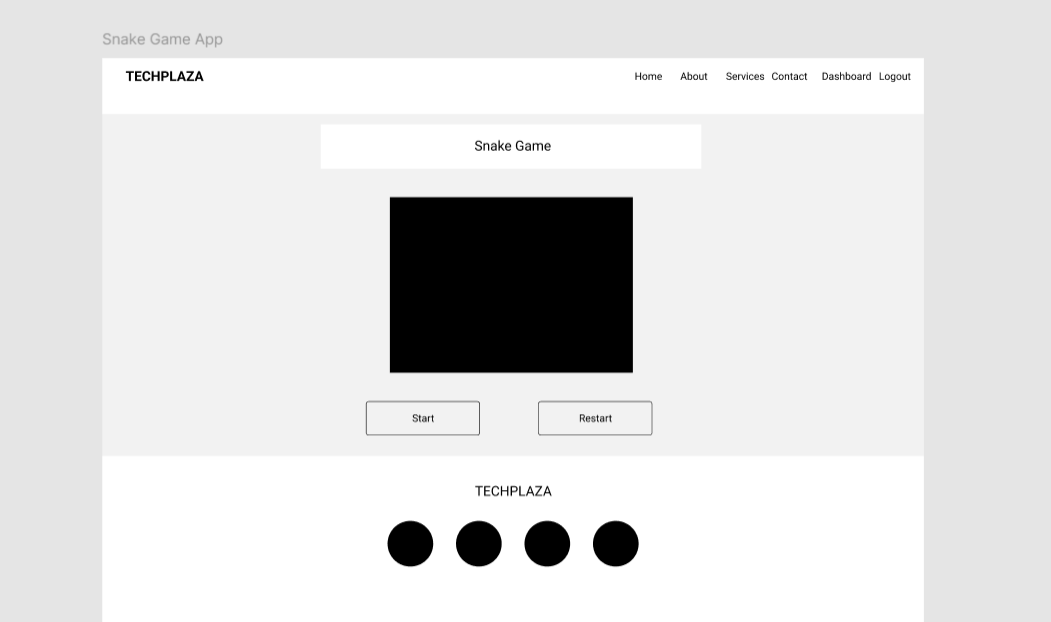 Snake Game App
TECHPLAZA Home About Services Contact Dashboard Logout
Snake Game
Start Restart
TECHPLAZA